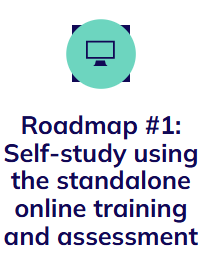 Roadmap #1:
Self-study using
the standalone
online training
and assessment